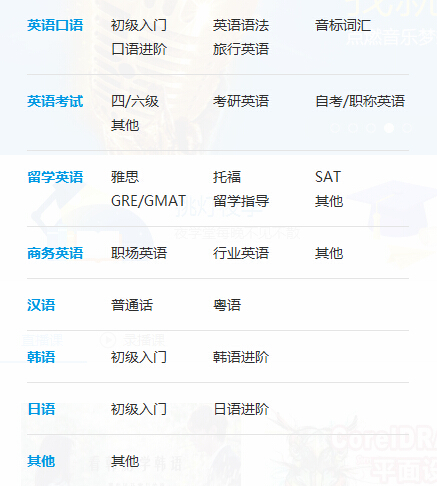 英语口语 初级入门 英语语法 音标词汇
口语进阶 旅行英语
英语考试 四/六级 考研英语 自考/职称英语
其他
留学英语 雅思 托福 SAT
GRE/GMAT 留学指导 其他
商务英语 职场英语 行业英语 其他
汉语 普通话 粤语
韩语 初级入门 韩语进阶
日语 初级入门 日语进阶
CorelDRA
其他 其他
平面设